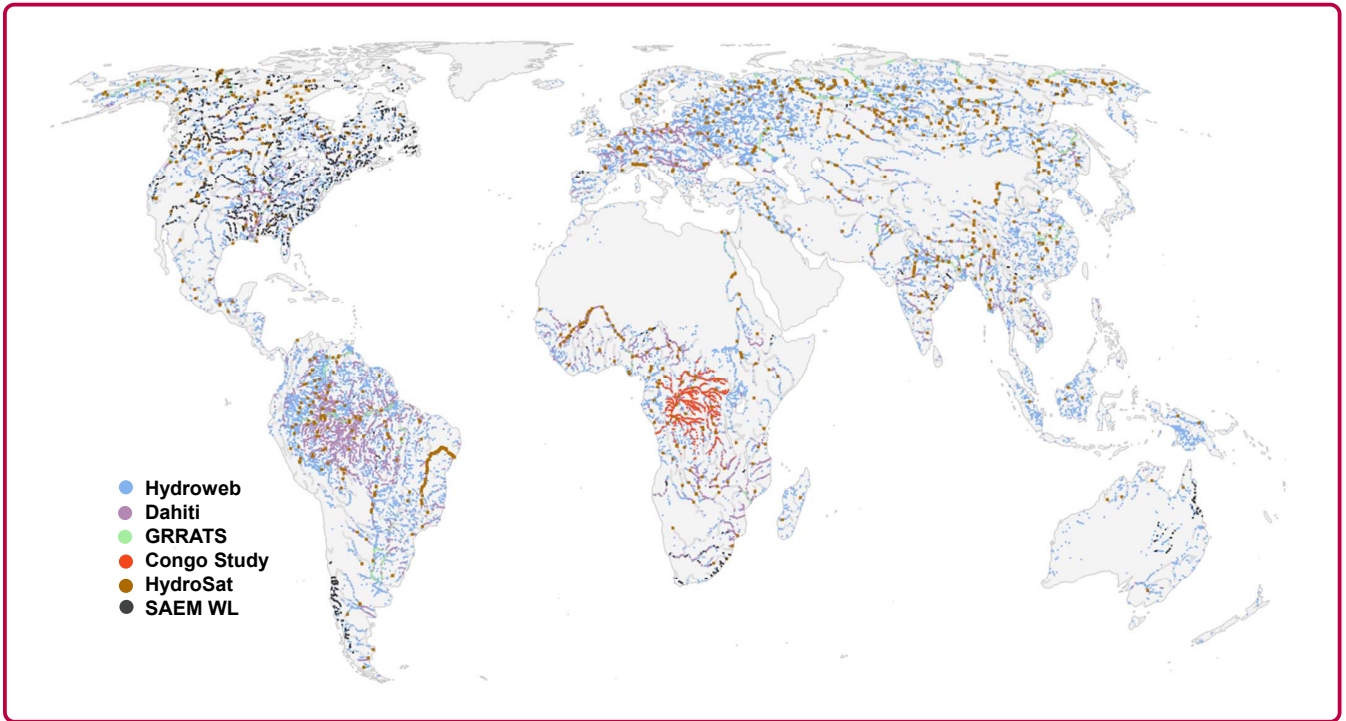 Hydroweb
Dahiti
GRRATS
Congo Study
HydroSat
SAEM WL